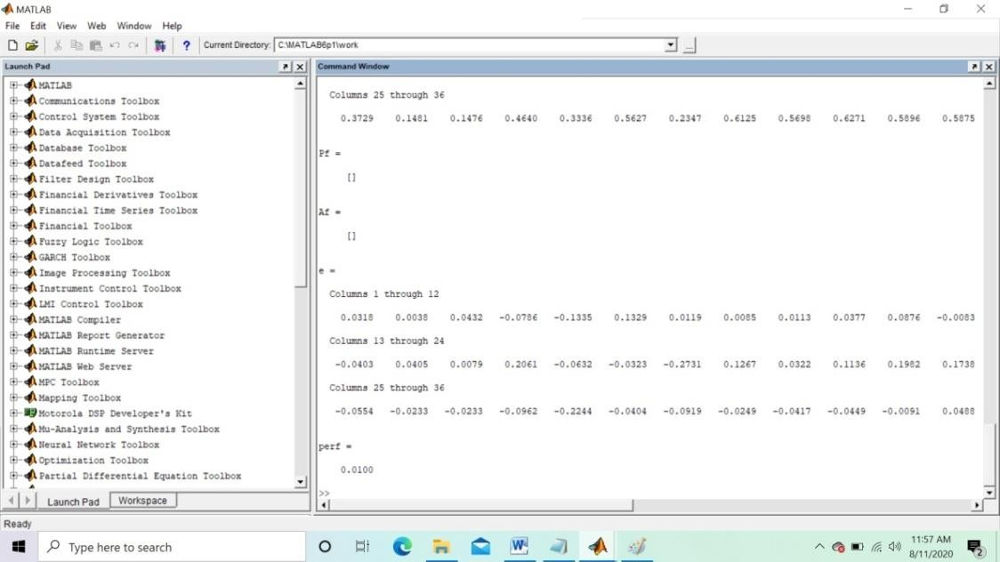 MATLAB
File Edit View Web Window Help
? Current Directory: C:\MATLAB6p1\work ...
Launch Pad
MATLAB
Communications Toolbox
Control System Toolbox
Data Acquisition Toolbox
Database Toolbox
Datafeed Toolbox
Filter Design Toolbox
Financial Derivatives Toolbox
Financial Time Series Toolbox
Financial Toolbox
Fuzzy Logic Toolbox
GARCH Toolbox
Image Processing Toolbox
Instrument Control Toolbox
LMI Control Toolbox
MATLAB Compiler
MATLAB Report Generator
MATLAB Runtime Server
MATLAB Web Server
MPC Toolbox
Mapping Toolbox
Motorola DSP Developer's Kit
Mu-Analysis and Synthesis Toolbox
Neural Network Toolbox
Optimization Toolbox
Partial Differential Equation Toolbox
Launch Pad Workspace
Command Window
Columns 25 through 36
0.3729 0.1481 0.1476 0.4640 0.3336 0.5627 0.2347 0.6125 0.5698 0.6271 0.5896 0.5875
Pf =
[]
Af =
[]
e =
Columns 1 through 12
0.0318 0.0038 0.0432 -0.0786 -0.1335 0.1329 0.0119 0.0085 0.0113 0.0377 0.0876 -0.0083
Columns 13 through 24
-0.0403 0.0405 0.0079 0.2061 -0.0632 -0.0323 -0.2731 0.1267 0.0322 0.1136 0.1982 0.1738
Columns 25 through 36
-0.0554 -0.0233 -0.0233 -0.0962 -0.2244 -0.0404 -0.0919 -0.0249 -0.0417 -0.0449 -0.0091 0.0488
perf =
0.0100
>>
Ready
Type here to search
11:57 AM
8/11/2020
2